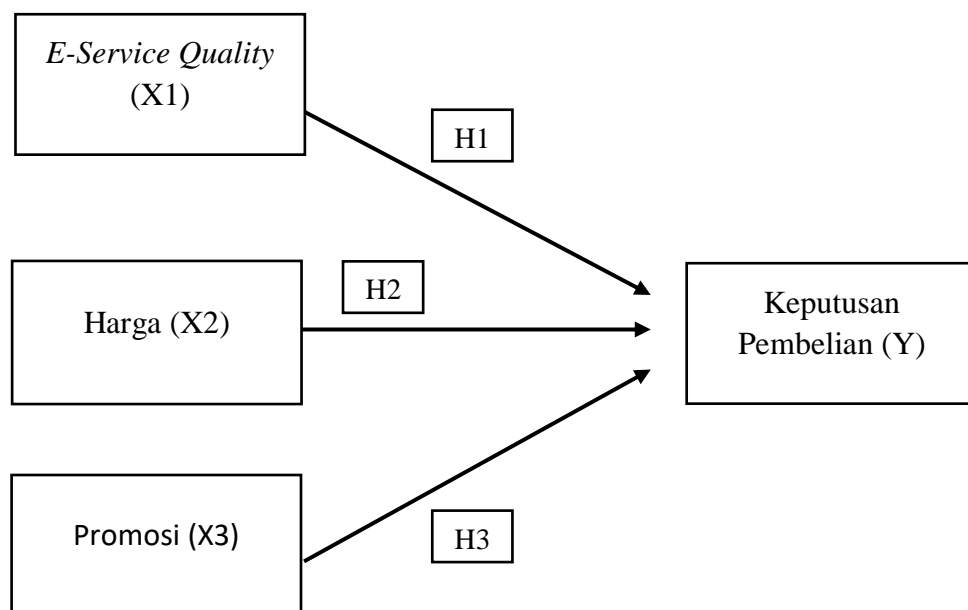 E-Service Quality
(X1)
H1
Harga (X2)
H2
Keputusan
Pembelian (Y)
Promosi (X3)
H3